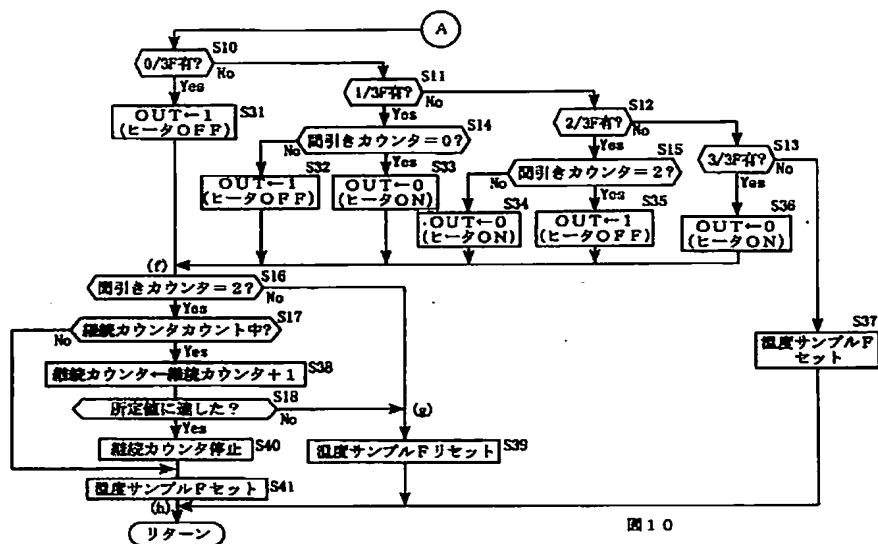 A
S10
0/3F有?
No
Yes
S31
OUT←1
(ヒータOFF)
S11
1/3F有?
No
Yes
S14
間引きカウンタ=0?
No
Yes
S32
OUT←1
(ヒータOFF)
S33
OUT←0
(ヒータON)
S12
2/3F有?
No
Yes
S15
間引きカウンタ=2?
No
Yes
S34
OUT←0
(ヒータON)
S35
OUT←1
(ヒータOFF)
S13
3/3F有?
No
Yes
S36
OUT←0
(ヒータON)
S37
温度サンプルF
セット
(f)
S16
間引きカウンタ=2?
No
Yes
S17
継続カウンタカウント中?
No
Yes
S38
継続カウンタ←継続カウンタ+1
S18
所定値に達した?
No
Yes
(g)
S40
継続カウンタ停止
S39
温度サンプルFリセット
S41
温度サンプルFセット
(h)
リターン
図10